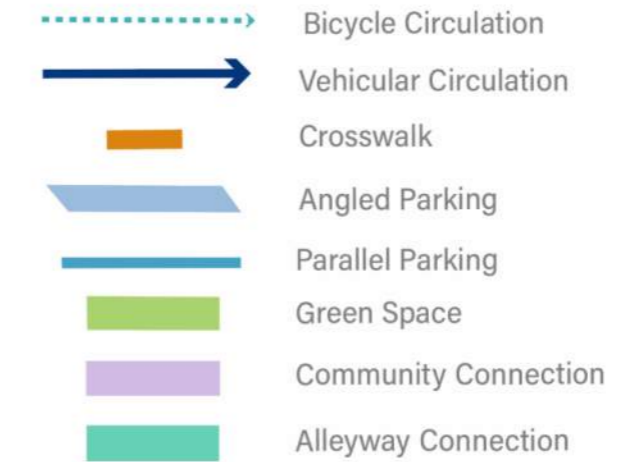 Bicycle Circulation
Vehicular Circulation
Crosswalk
Angled Parking
Parallel Parking
Green Space
Community Connection
Alleyway Connection